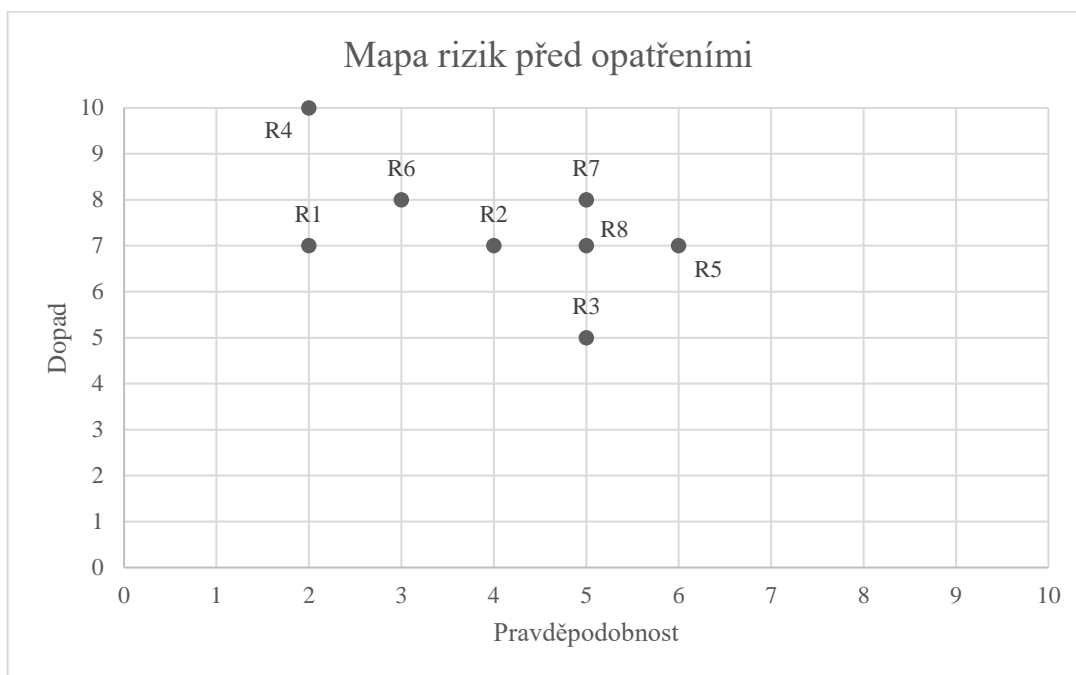 Mapa rizik před opatřeními
10
R4
9
R6
R7
8
R1
R2
R8
7
R5
6
R3
5
4
3
2
1
0
Dopad
0 1 2 3 4 5 6 7 8 9 10
Pravděpodobnost